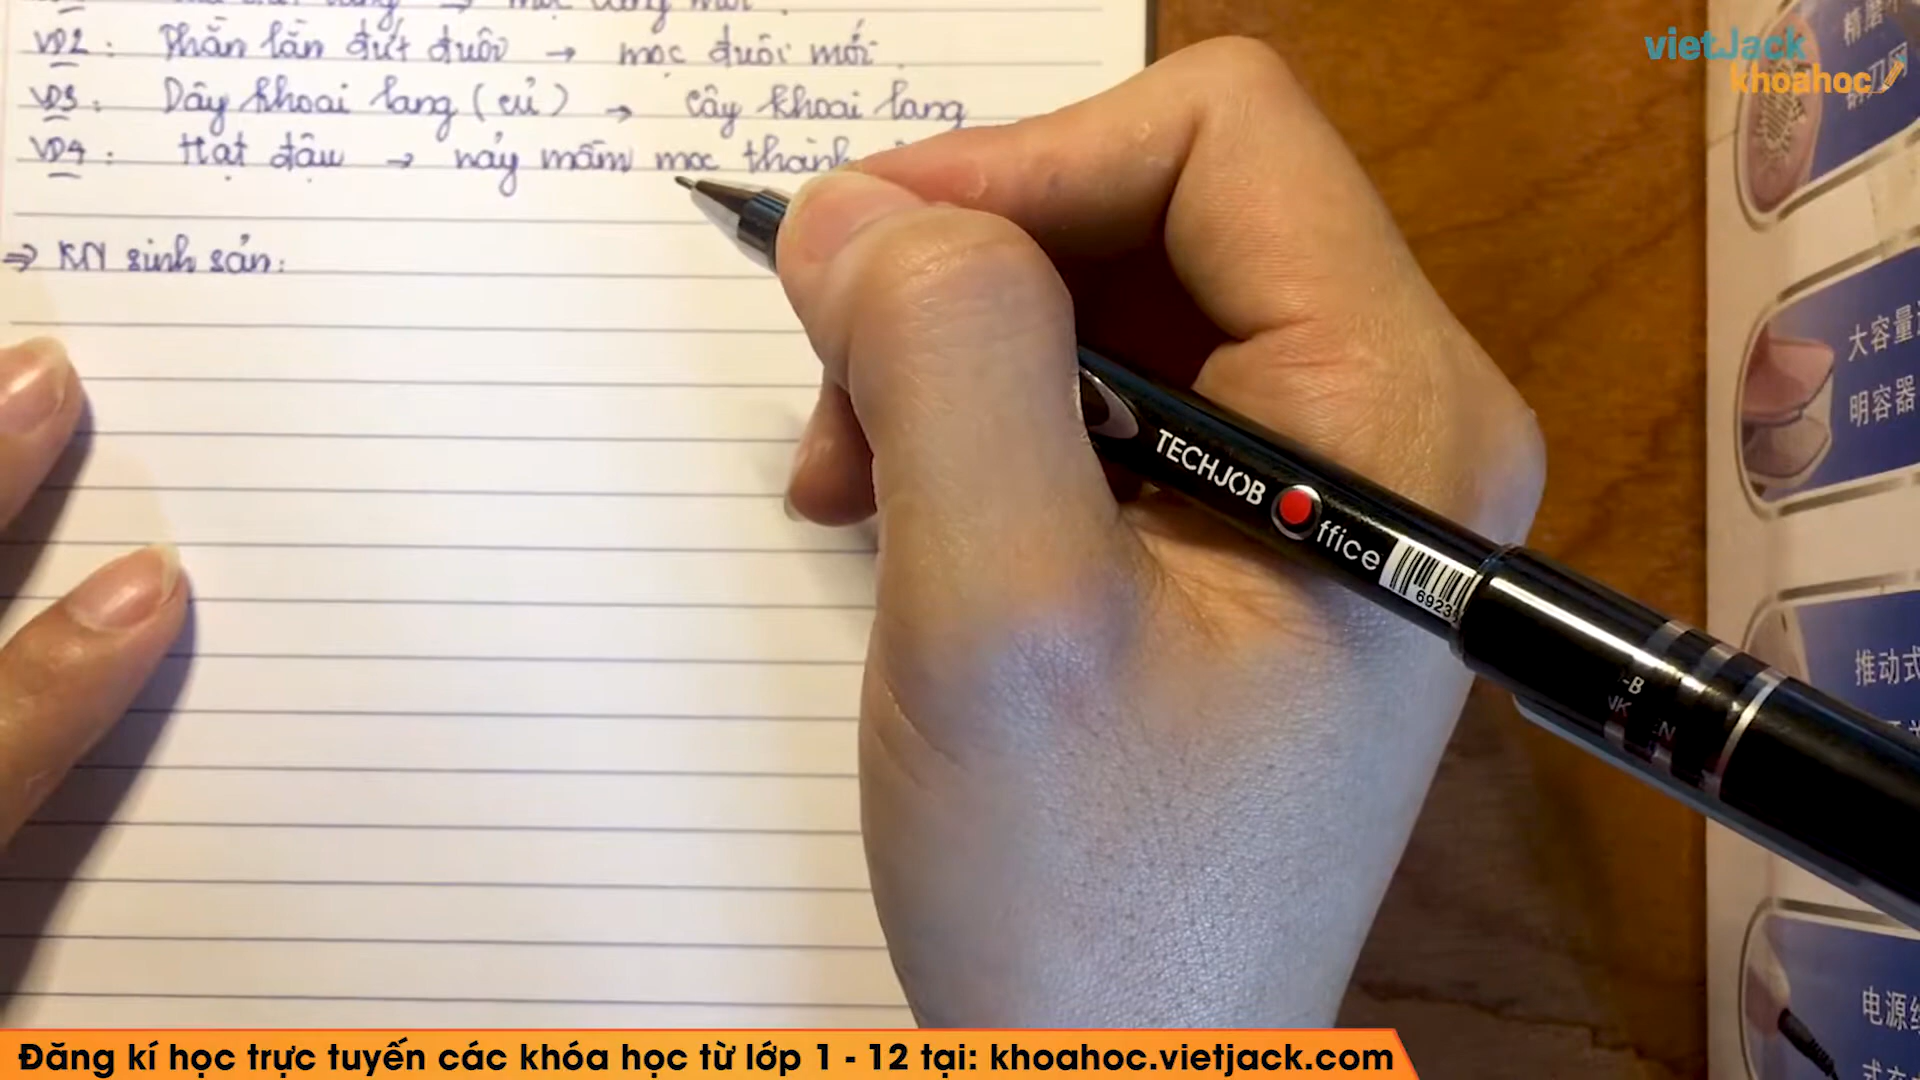 → mọc
VD2 : Thằn lằn đứt đuôi → mọc đuôi mới.
VD3 : Dây khoai lang (củ) → cây khoai lang
VD4 : Hạt đậu → nảy mầm mọc thành
⇒ KN sinh sản:
vietJack
khoahoc
TECHJOB Office
6923
大容量
明容器
推动式
电源线
Đăng kí học trực tuyến các khóa học từ lớp 1 - 12 tại: khoahoc.vietjack.com